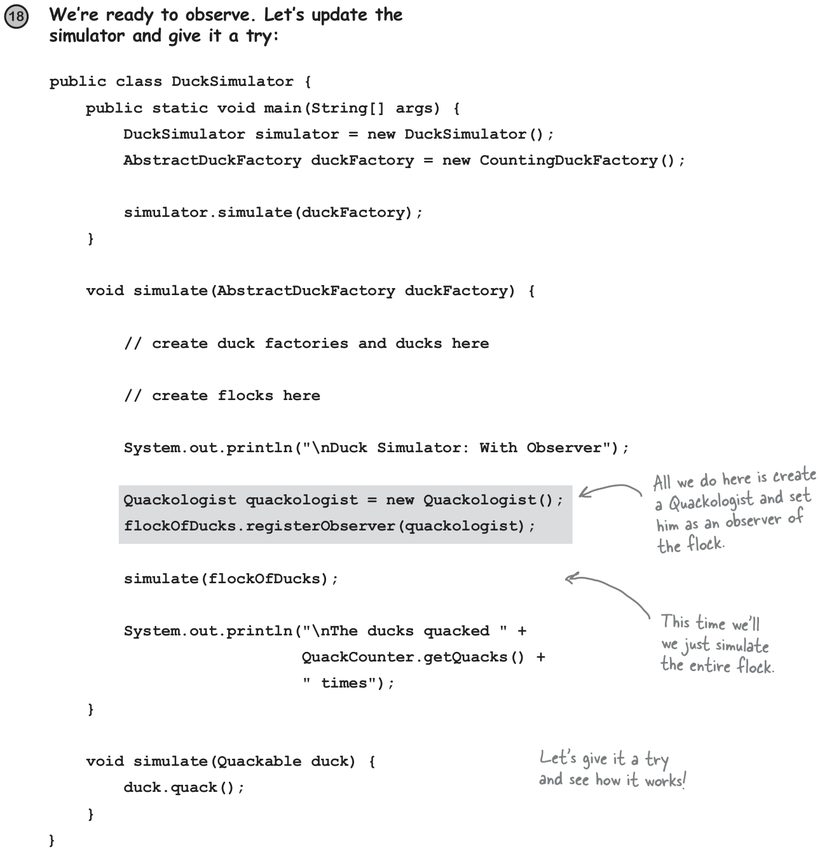 18 We're ready to observe. Let's update the
simulator and give it a try:
public class DuckSimulator {
public static void main(String[] args) {
DuckSimulator simulator = new DuckSimulator();
AbstractDuckFactory duckFactory = new CountingDuckFactory();
simulator.simulate(duckFactory);
}
void simulate(AbstractDuckFactory duckFactory) {
// create duck factories and ducks here
// create flocks here
System.out.println("\nDuck Simulator: With Observer");
Quackologist quackologist = new Quackologist();
flockOfDucks.registerObserver(quackologist);
All we do here is create
a Quackologist and set
him as an observer of
the flock.
simulate(flockOfDucks);
This time we'll
we just simulate
the entire flock.
System.out.println("\nThe ducks quacked " +
QuackCounter.getQuacks() +
" times");
}
void simulate(Quackable duck) {
duck.quack();
}
}
Let's give it a try
and see how it works!